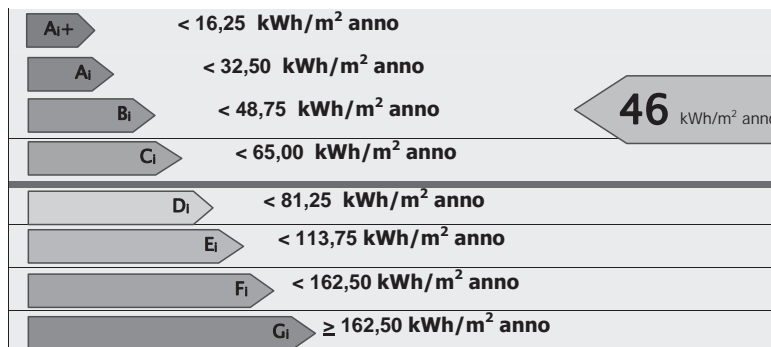 Ai+ < 16,25 kWh/m² anno
Ai < 32,50 kWh/m² anno
Bi < 48,75 kWh/m² anno
46 kWh/m² anno
Ci < 65,00 kWh/m² anno
Di < 81,25 kWh/m² anno
Ei < 113,75 kWh/m² anno
Fi < 162,50 kWh/m² anno
Gi ≥ 162,50 kWh/m² anno